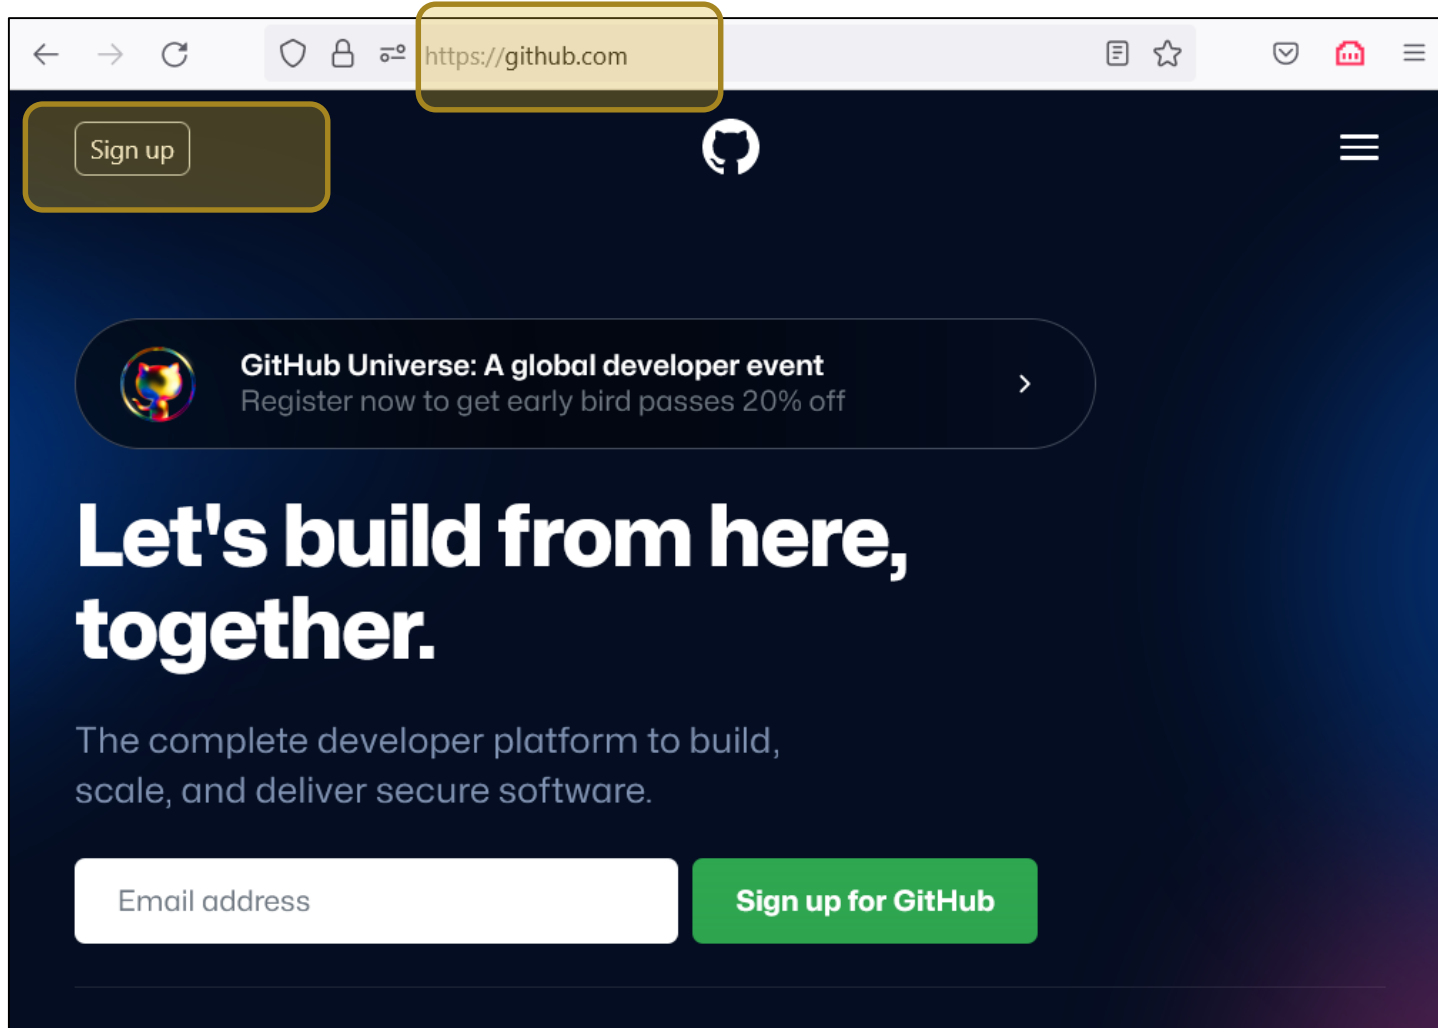 https://github.com
Sign up
GitHub Universe: A global developer event
Register now to get early bird passes 20% off
Let's build from here,
together.
The complete developer platform to build,
scale, and deliver secure software.
Email address
Sign up for GitHub